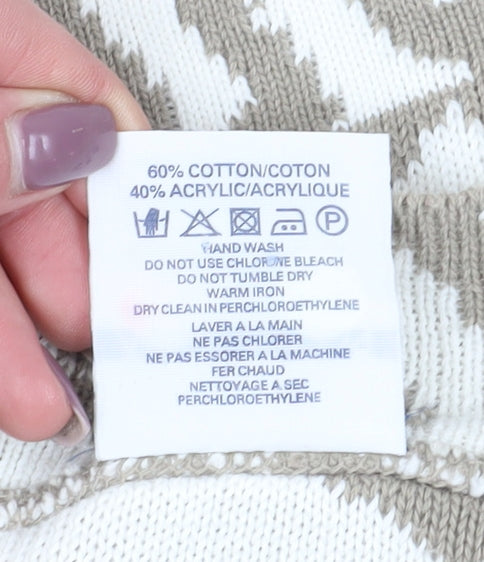 60% COTTON/COTON
40% ACRYLIC/ACRYLIQUE
P
HAND WASH
DO NOT USE CHLORINE BLEACH
DO NOT TUMBLE DRY
WARM IRON
DRY CLEAN IN PERCHLOROETHYLENE
LAVER A LA MAIN
NE PAS CHLORER
NE PAS ESSORER A LA MACHINE
FER CHAUD
NETTOYAGE A SEC
PERCHLOROETHYLENE